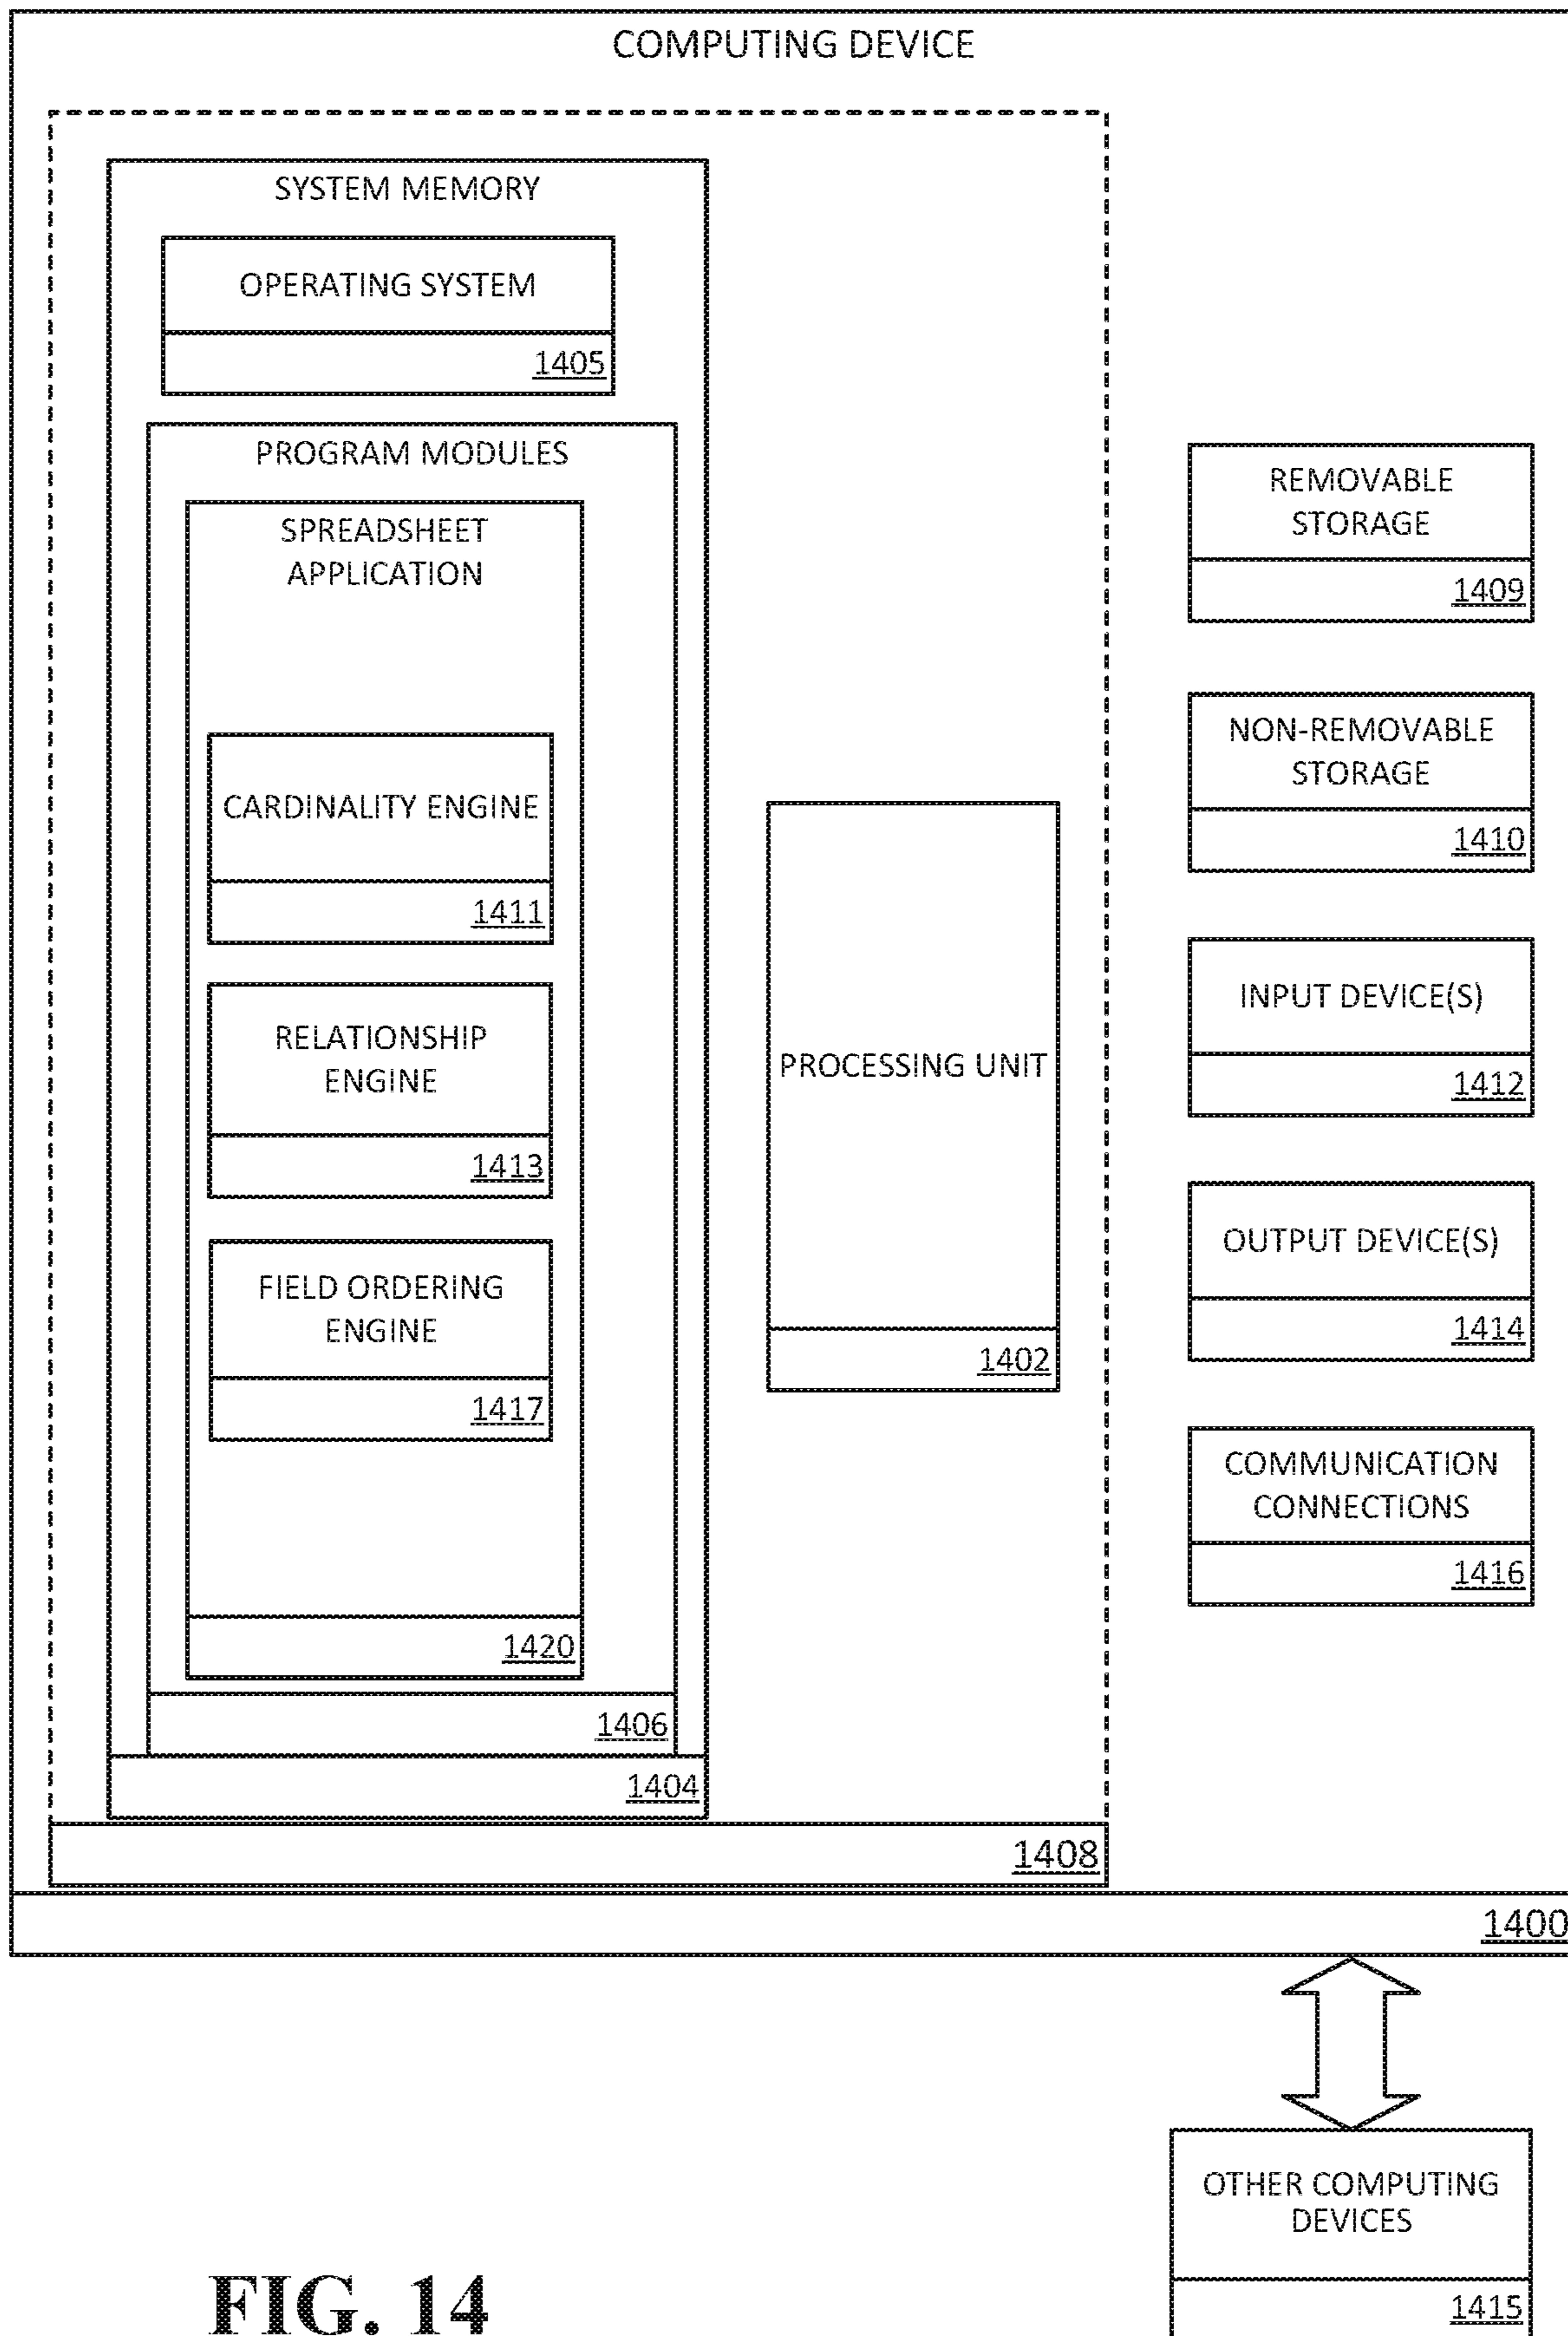 COMPUTING DEVICE
SYSTEM MEMORY
OPERATING SYSTEM
1405
PROGRAM MODULES
SPREADSHEET
APPLICATION
CARDINALITY ENGINE
1411
RELATIONSHIP
ENGINE
1413
FIELD ORDERING
ENGINE
1417
1420
1406
1404
PROCESSING UNIT
1402
1408
REMOVABLE
STORAGE
1409
NON-REMOVABLE
STORAGE
1410
INPUT DEVICE(S)
1412
OUTPUT DEVICE(S)
1414
COMMUNICATION
CONNECTIONS
1416
1400
OTHER COMPUTING
DEVICES
1415
FIG. 14